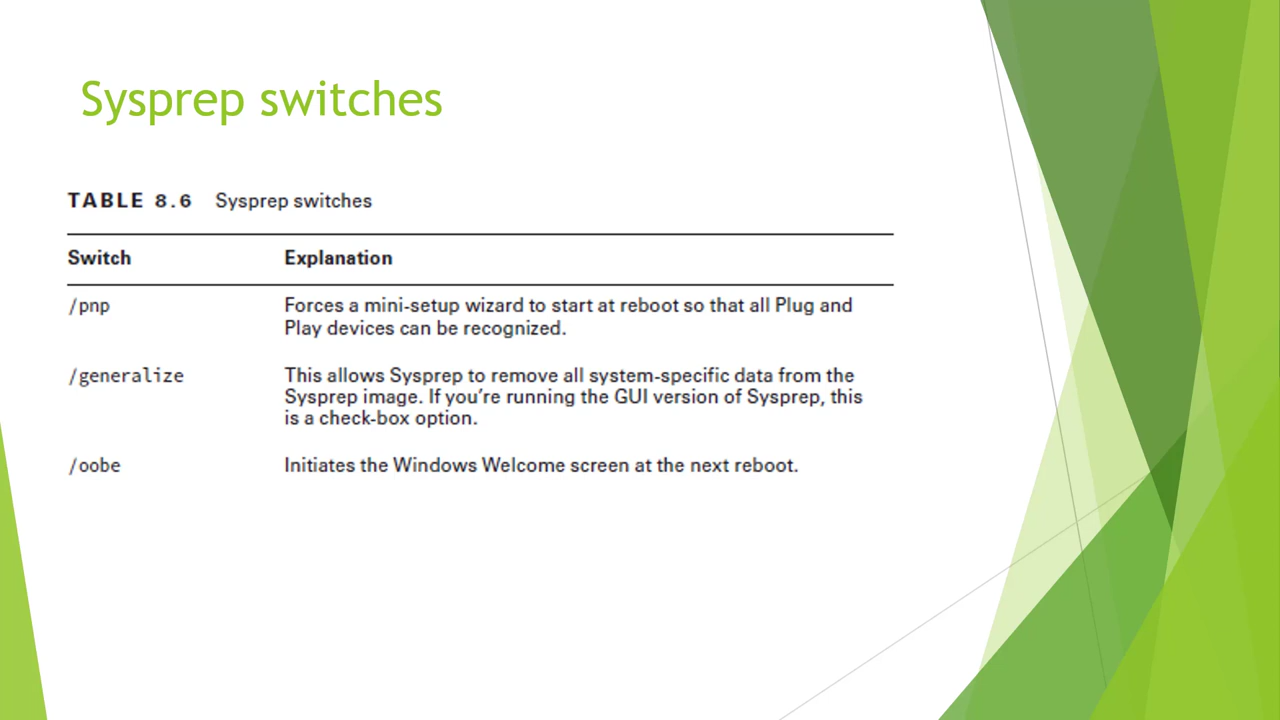 Sysprep switches
TABLE 8.6 Sysprep switches
Switch Explanation
/pnp Forces a mini-setup wizard to start at reboot so that all Plug and
Play devices can be recognized.
/generalize This allows Sysprep to remove all system-specific data from the
Sysprep image. If you’re running the GUI version of Sysprep, this
is a check-box option.
/oobe Initiates the Windows Welcome screen at the next reboot.